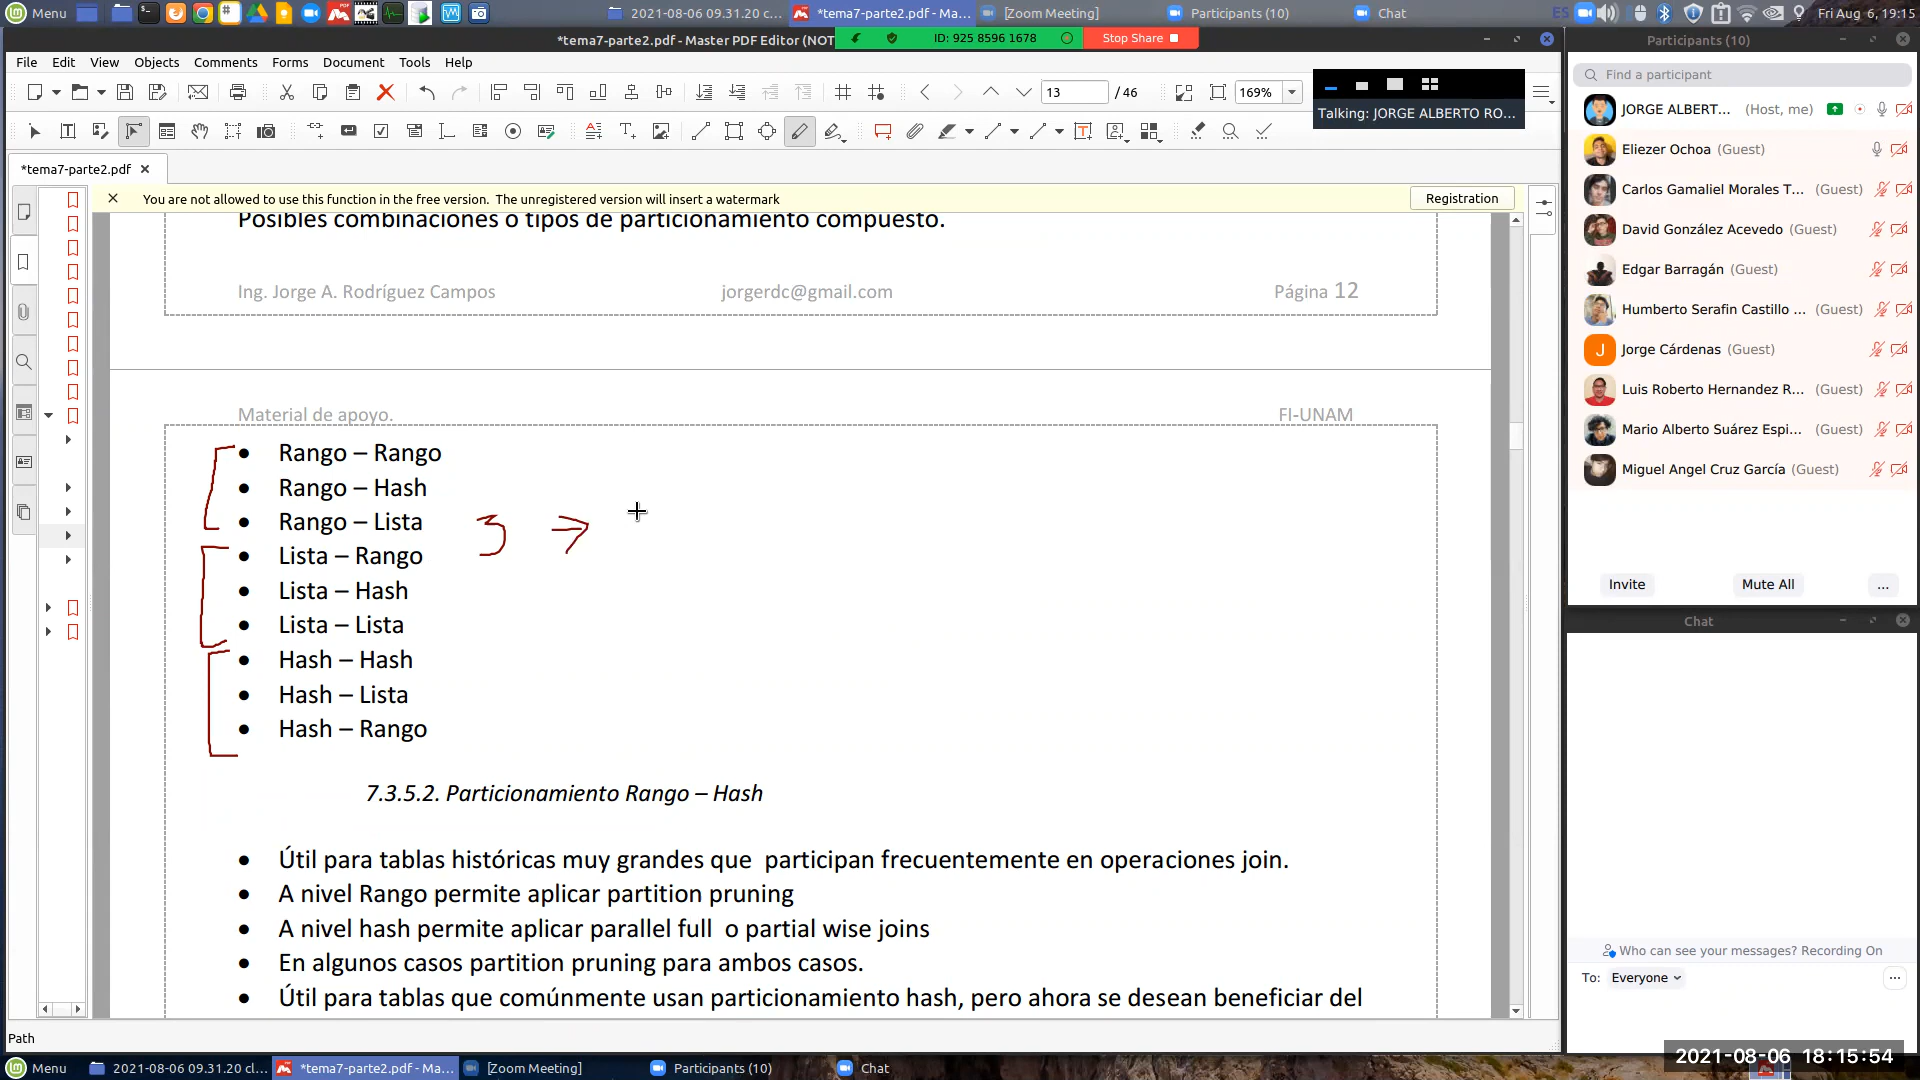 Menu
2021-08-06 09.31.20 c...
*tema7-parte2.pdf - Ma...
[Zoom Meeting]
Participants (10)
Chat
ES
Fri Aug 6, 19:15
*tema7-parte2.pdf - Master PDF Editor (NOT
ID: 925 8596 1678
Stop Share
File Edit View Objects Comments Forms Document Tools Help
13 / 46
169%
Talking: JORGE ALBERTO RO...
*tema7-parte2.pdf
You are not allowed to use this function in the free version. The unregistered version will insert a watermark
Registration
Posibles combinaciones o tipos de particionamiento compuesto.
Ing. Jorge A. Rodríguez Campos jorgerdc@gmail.com Página 12
Material de apoyo. FI-UNAM
• Rango – Rango
• Rango – Hash
• Rango – Lista
3 →
• Lista – Rango
• Lista – Hash
• Lista – Lista
• Hash – Hash
• Hash – Lista
• Hash – Rango
7.3.5.2. Particionamiento Rango – Hash
• Útil para tablas históricas muy grandes que participan frecuentemente en operaciones join.
• A nivel Rango permite aplicar partition pruning
• A nivel hash permite aplicar parallel full o partial wise joins
• En algunos casos partition pruning para ambos casos.
• Útil para tablas que comúnmente usan particionamiento hash, pero ahora se desean beneficiar del
Path
Participants (10)
Find a participant
JORGE ALBERT... (Host, me)
Eliezer Ochoa (Guest)
Carlos Gamaliel Morales T... (Guest)
David González Acevedo (Guest)
Edgar Barragán (Guest)
Humberto Serafin Castillo ... (Guest)
J Jorge Cárdenas (Guest)
Luis Roberto Hernandez R... (Guest)
Mario Alberto Suárez Espi... (Guest)
Miguel Angel Cruz García (Guest)
Invite
Mute All
...
Chat
Who can see your messages? Recording On
To: Everyone
Menu
2021-08-06 09.31.20 cl...
*tema7-parte2.pdf - Ma...
[Zoom Meeting]
Participants (10)
Chat
2021-08-06 18:15:54